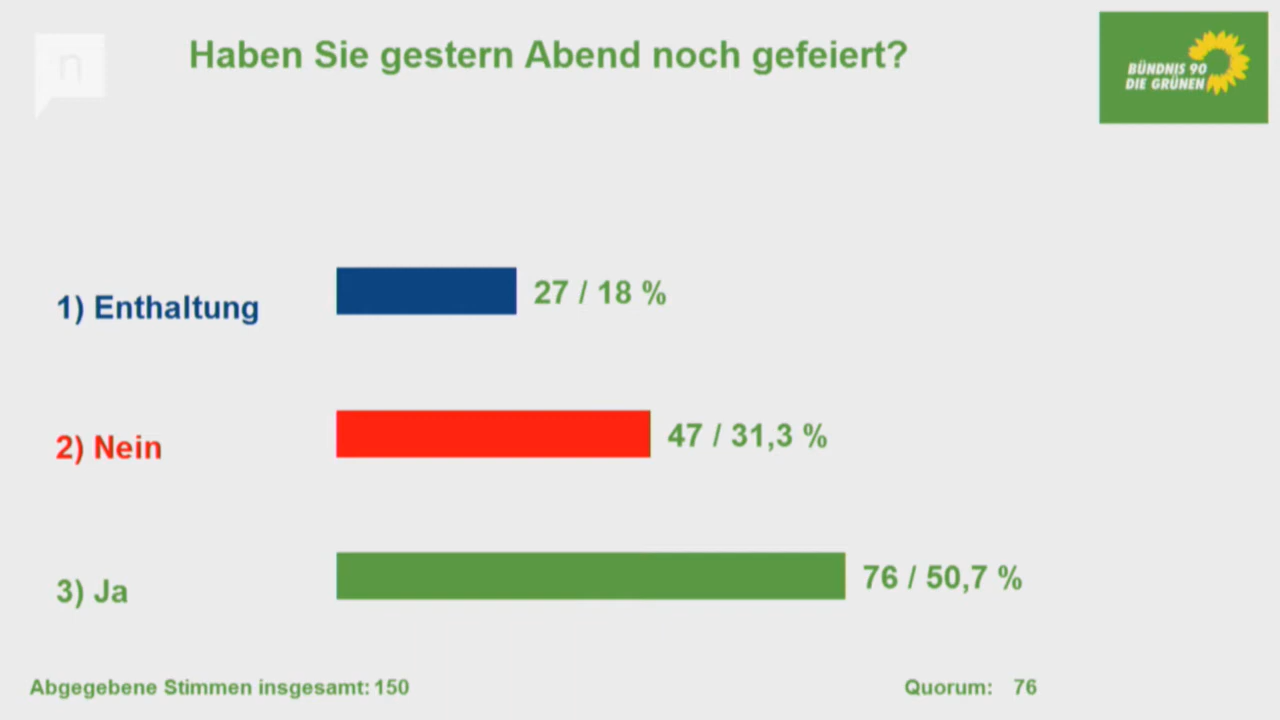 Haben Sie gestern Abend noch gefeiert?
n
BÜNDNIS 90
DIE GRÜNEN
1) Enthaltung
27 / 18 %
2) Nein
47 / 31,3 %
3) Ja
76 / 50,7 %
Abgegebene Stimmen insgesamt: 150
Quorum: 76